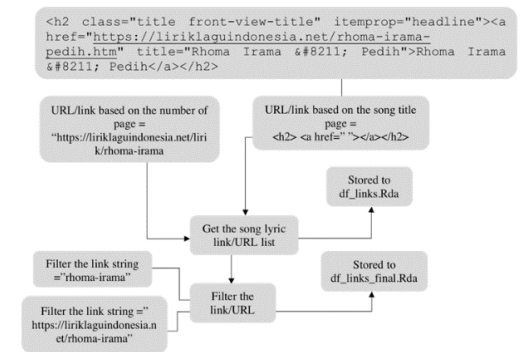 <h2 class="title front-view-title" itemprop="headline"><a
href="https://liriklaguindonesia.net/rhoma-irama-
pedih.htm" title="Rhoma Irama &#8211; Pedih">Rhoma Irama
&#8211; Pedih</a></h2>
URL/link based on the number of
page =
“https://liriklaguindonesia.net/liri
k/rhoma-irama
URL/link based on the song title
page =
<h2> <a href=” ”></a></h2>
Stored to
df_links.Rda
Get the song lyric
link/URL list
Filter the link string
=”rhoma-irama”
Stored to
df_links_final.Rda
Filter the
link/URL
Filter the link string =”
https://liriklaguindonesia.n
et/rhoma-irama”